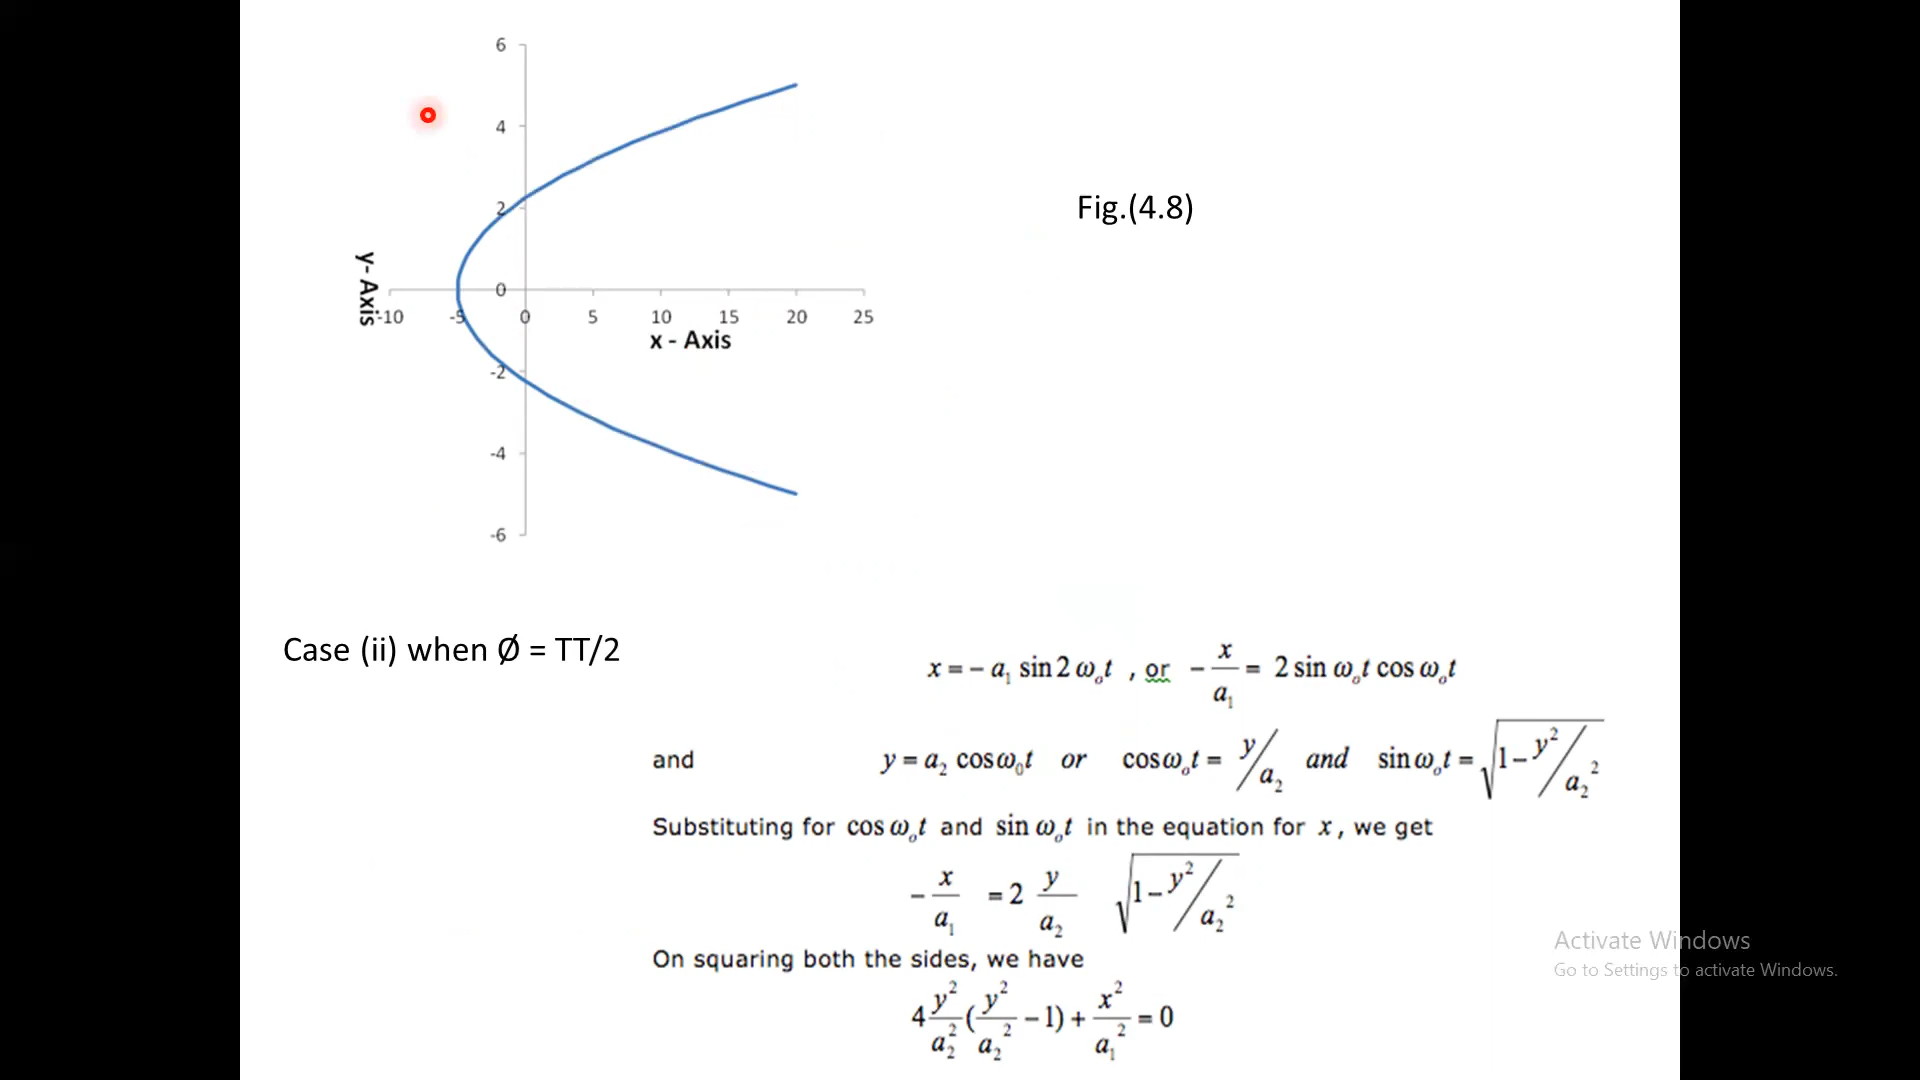 6
4
Fig.(4.8)
2
y- Axis
0
-10 -5 0 5 10 15 20 25
x - Axis
-2
-4
-6
Case (ii) when Ø = TT/2
x = - a₁ sin 2 ω₀t , or - x/a₁ = 2 sin ω₀t cos ω₀t
and y = a₂ cos ω₀t or cos ω₀t = y/a₂ and sin ω₀t = √(1 - y²/a₂²)
Substituting for cos ω₀t and sin ω₀t in the equation for x , we get
- x/a₁ = 2 y/a₂ √(1 - y²/a₂²)
On squaring both the sides, we have
4 y²/a₂² (y²/a₂² - 1) + x²/a₁² = 0
Activate Windows
Go to Settings to activate Windows.